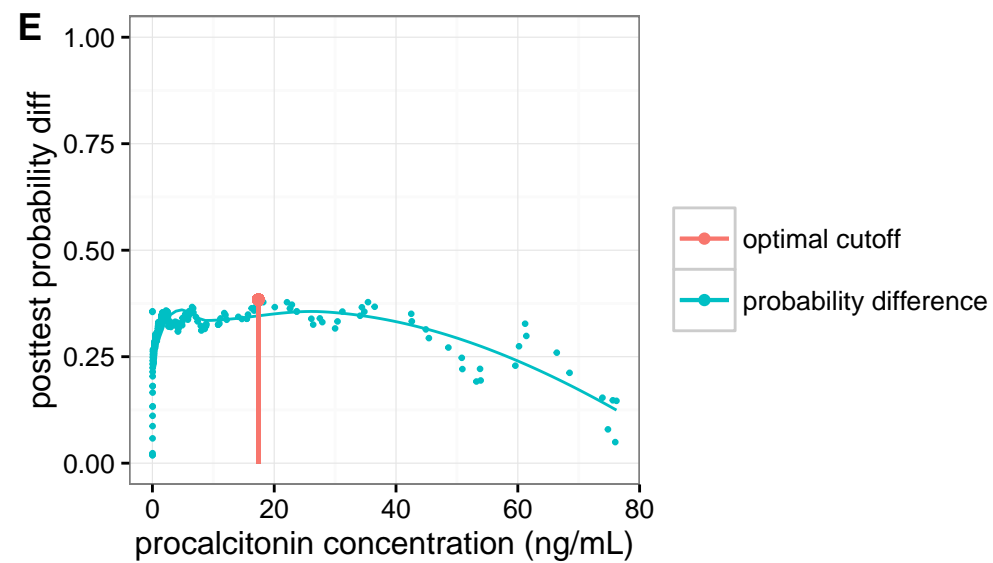 E
posttest probability diff
1.00
0.75
0.50
0.25
0.00
0
20
40
60
80
procalcitonin concentration (ng/mL)
optimal cutoff
probability difference